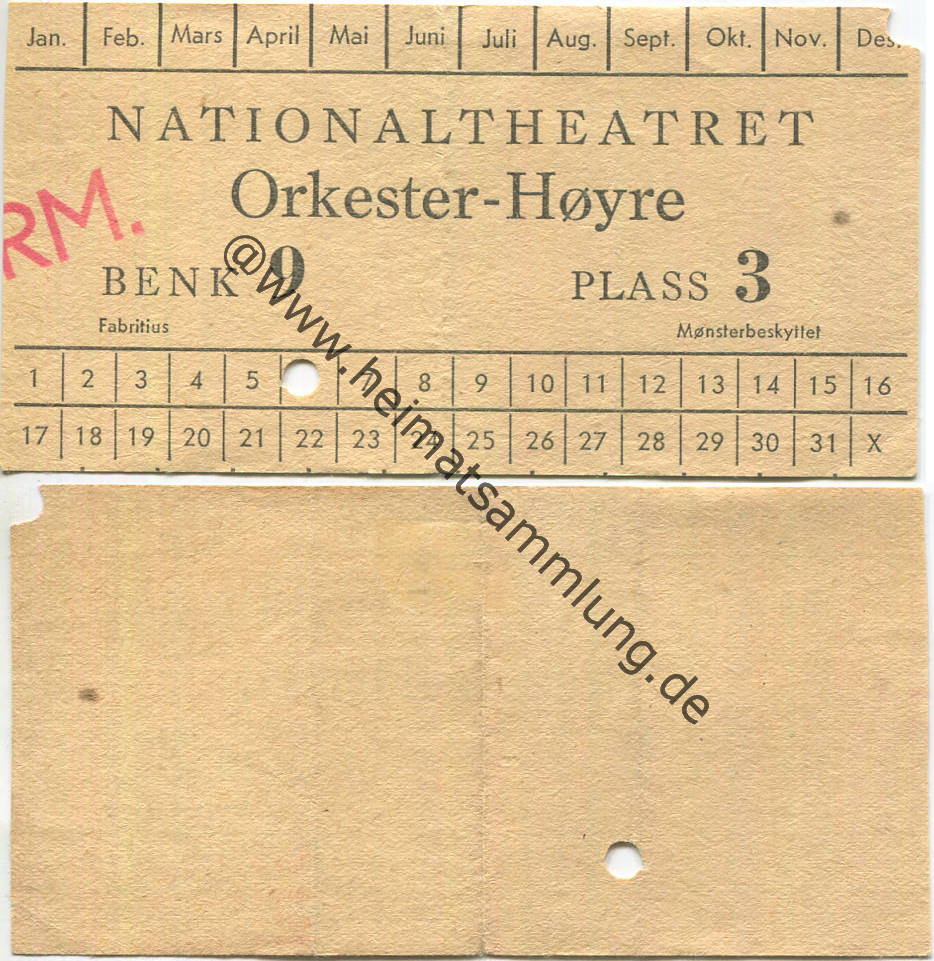 Jan. Feb. Mars April Mai Juni Juli Aug. Sept. Okt. Nov. Des.
NATIONALTHEATRET
Orkester-Høyre
RM.
BENK 9 PLASS 3
Fabritius Mønsterbeskyttet
1 2 3 4 5 7 8 9 10 11 12 13 14 15 16
17 18 19 20 21 22 23 24 25 26 27 28 29 30 31 X
@www.heimatsammlung.de